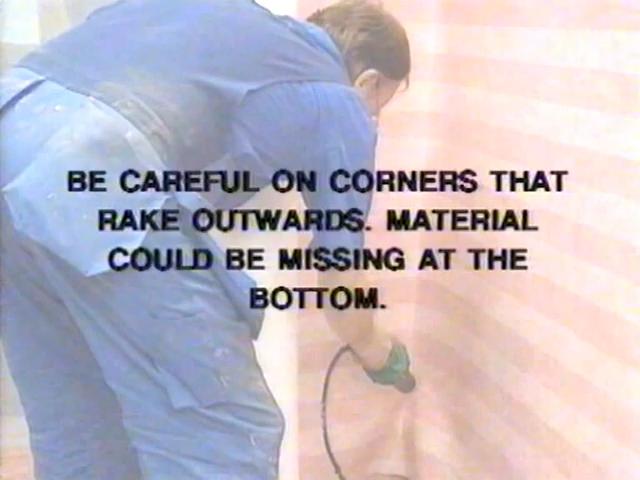 BE CAREFUL ON CORNERS THAT
RAKE OUTWARDS. MATERIAL
COULD BE MISSING AT THE
BOTTOM.